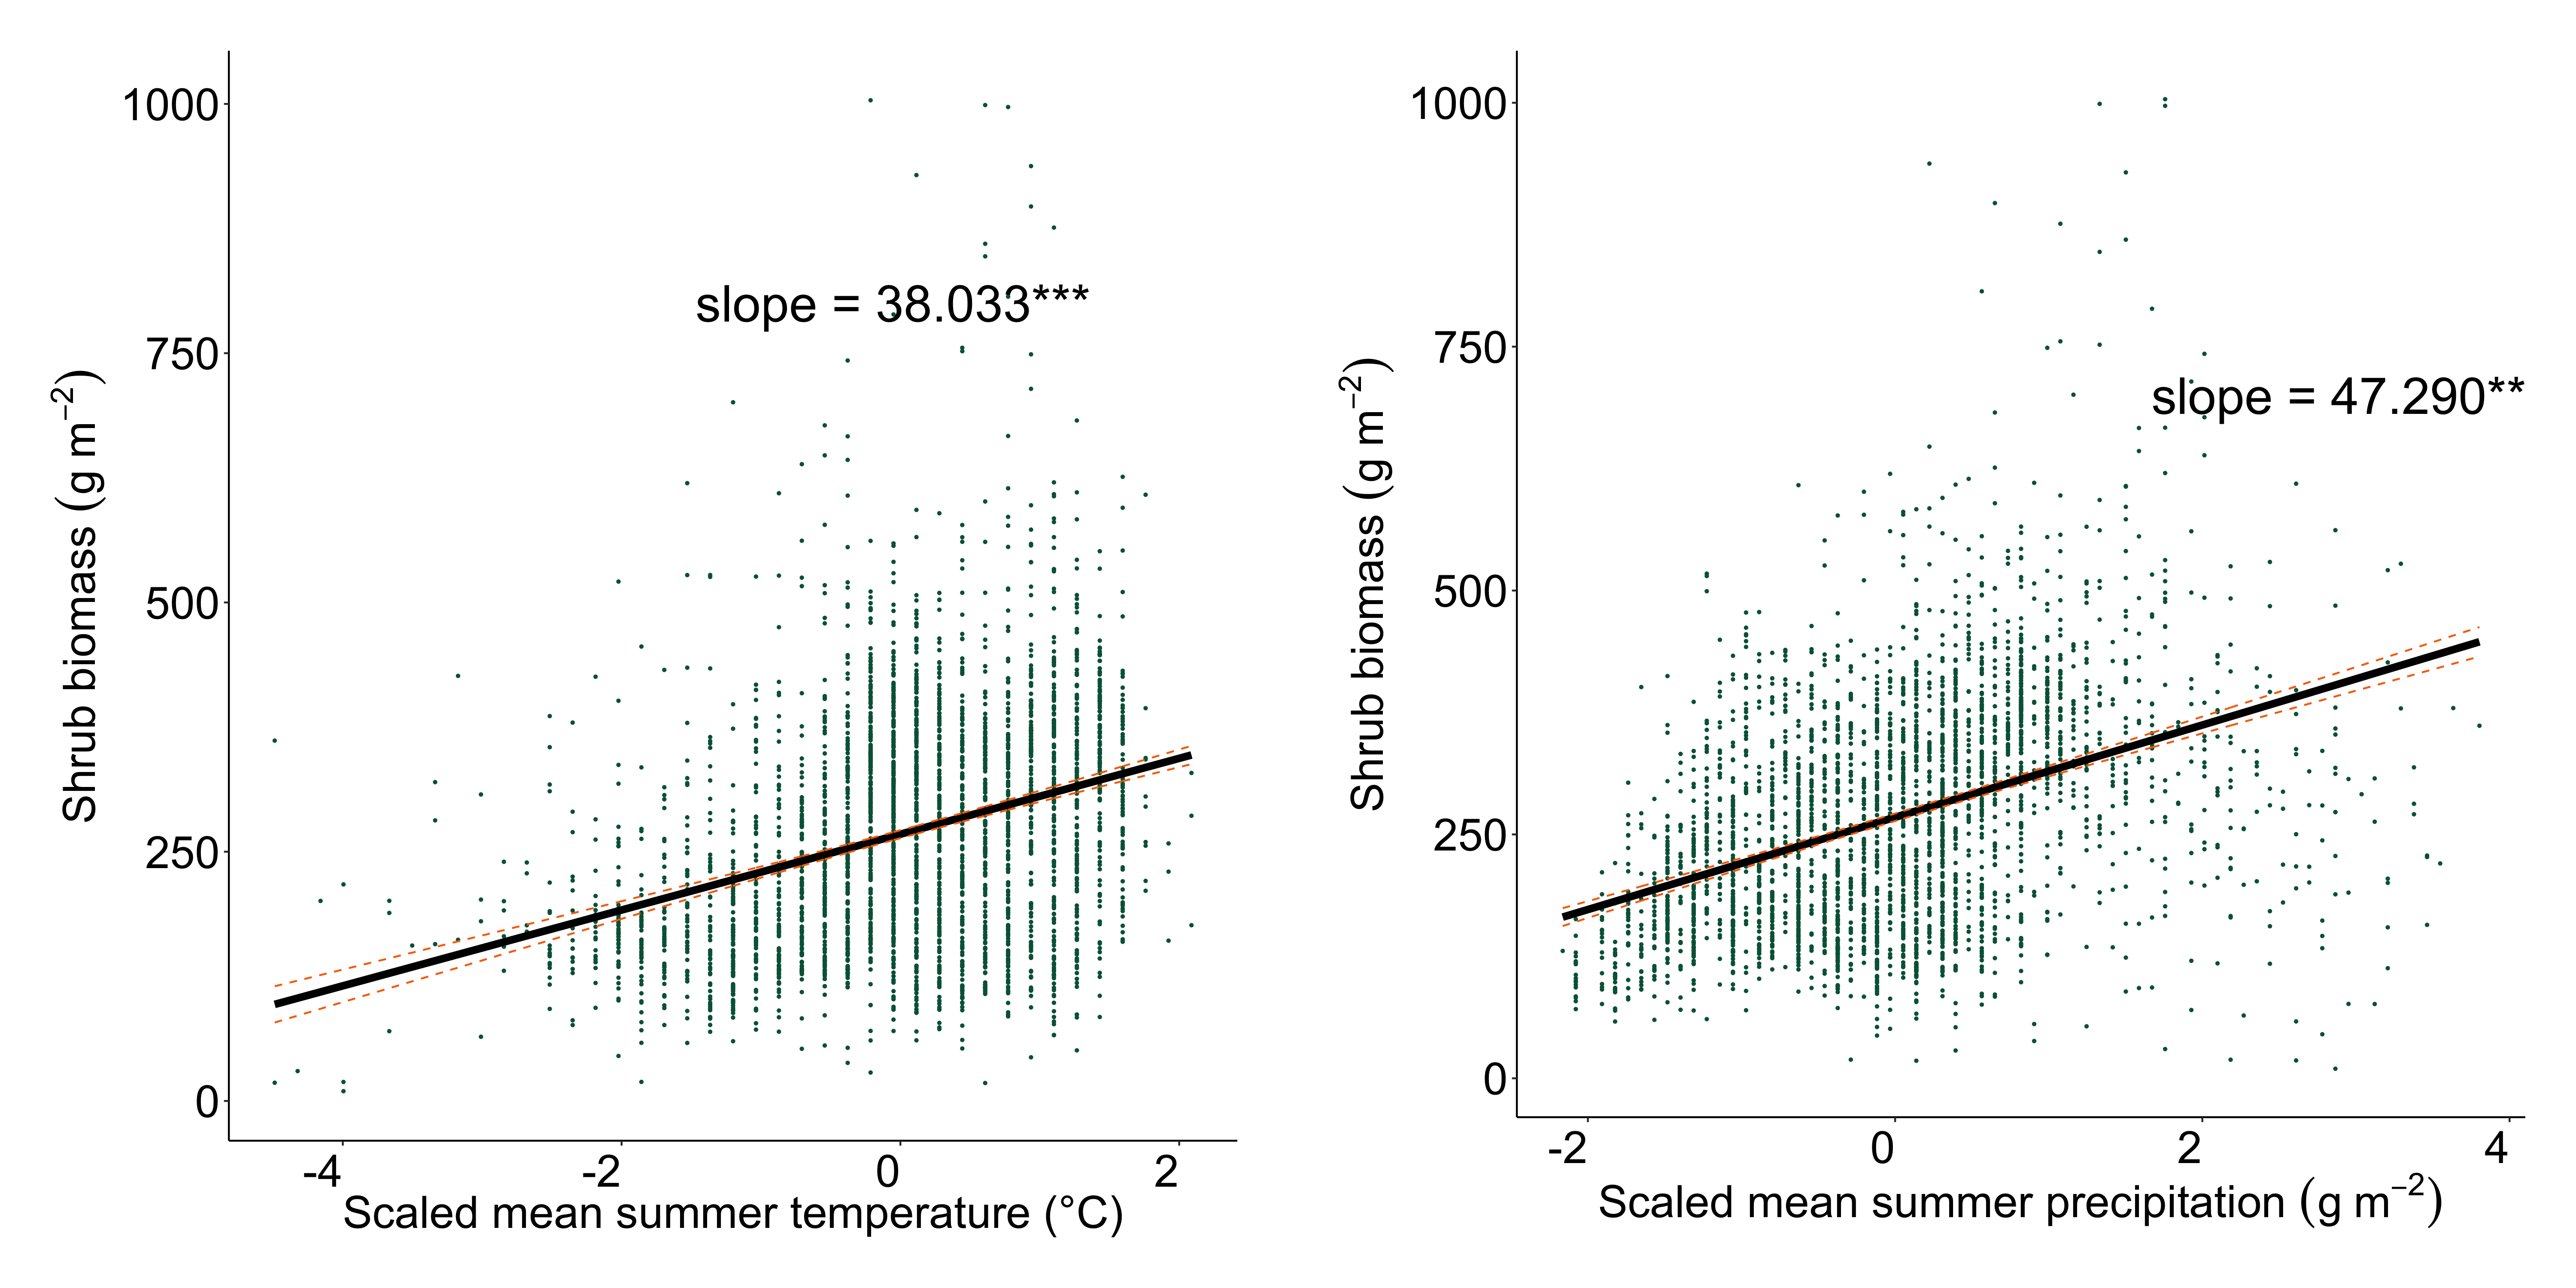 1000
750
500
250
0
Shrub biomass (g m⁻²)
slope = 38.033***
-4 -2 0 2
Scaled mean summer temperature (°C)
1000
750
500
250
0
Shrub biomass (g m⁻²)
slope = 47.290**
-2 0 2 4
Scaled mean summer precipitation (g m⁻²)